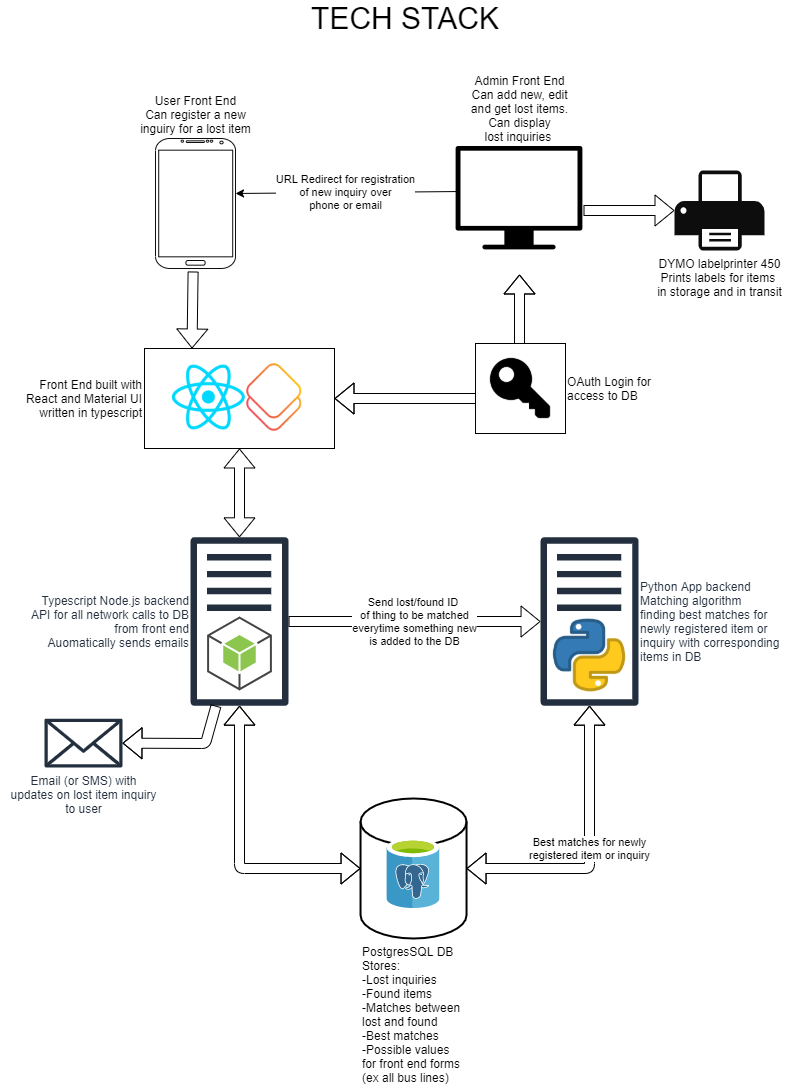 TECH STACK
User Front End
Can register a new
inguiry for a lost item
Admin Front End
Can add new, edit
and get lost items.
Can display
lost inquiries
URL Redirect for registration
of new inquiry over
phone or email
DYMO labelprinter 450
Prints labels for items
in storage and in transit
Front End built with
React and Material UI
written in typescript
OAuth Login for
access to DB
Typescript Node.js backend
API for all network calls to DB
from front end
Auomatically sends emails
Send lost/found ID
of thing to be matched
everytime something new
is added to the DB
Python App backend
Matching algorithm
finding best matches for
newly registered item or
inquiry with corresponding
items in DB
Email (or SMS) with
updates on lost item inquiry
to user
Best matches for newly
registered item or inquiry
PostgresSQL DB
Stores:
-Lost inquiries
-Found items
-Matches between
lost and found
-Best matches
-Possible values
for front end forms
(ex all bus lines)